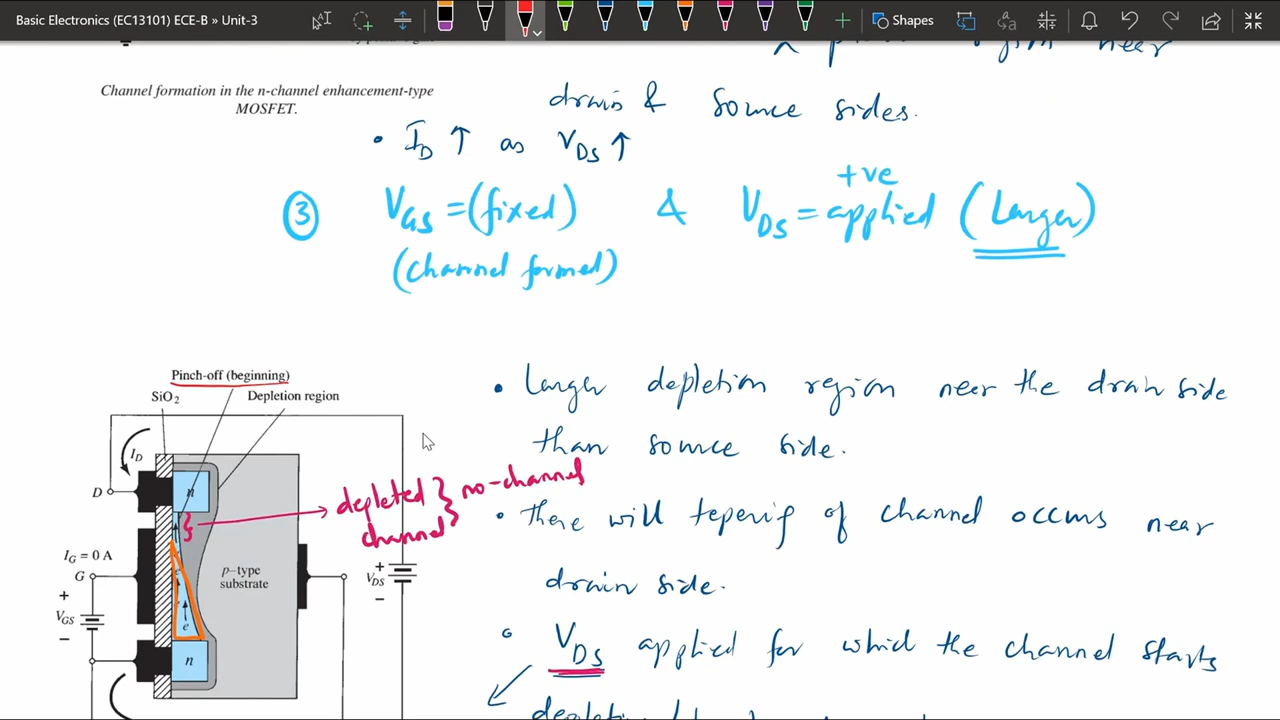 Basic Electronics (EC13101) ECE-B » Unit-3
Shapes
near
Channel formation in the n-channel enhancement-type
MOSFET.
drain & source sides.
• ID ↑ as VDS ↑
+ve
③ VGS = (fixed) & VDS = applied (Larger)
(channel formed)
Pinch-off (beginning)
SiO2
Depletion region
• Larger depletion region near the drain side
than source side.
ID
D
n
depleted } no-channel
channel
• There will tepering of channel occurs near
drain side.
IG = 0 A
G
+
VGS
−
e
e
p-type
substrate
+
VDS
−
n
◦ VDS applied for which the channel starts